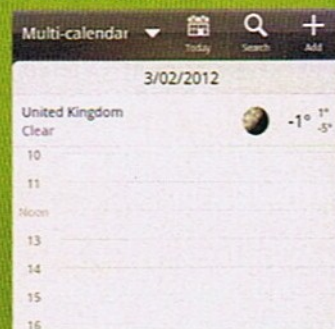 Multi-calendar
Today Search Add
3/02/2012
United Kingdom
Clear
-1° 1°
-5°
10
11
Noon
13
14
15
16